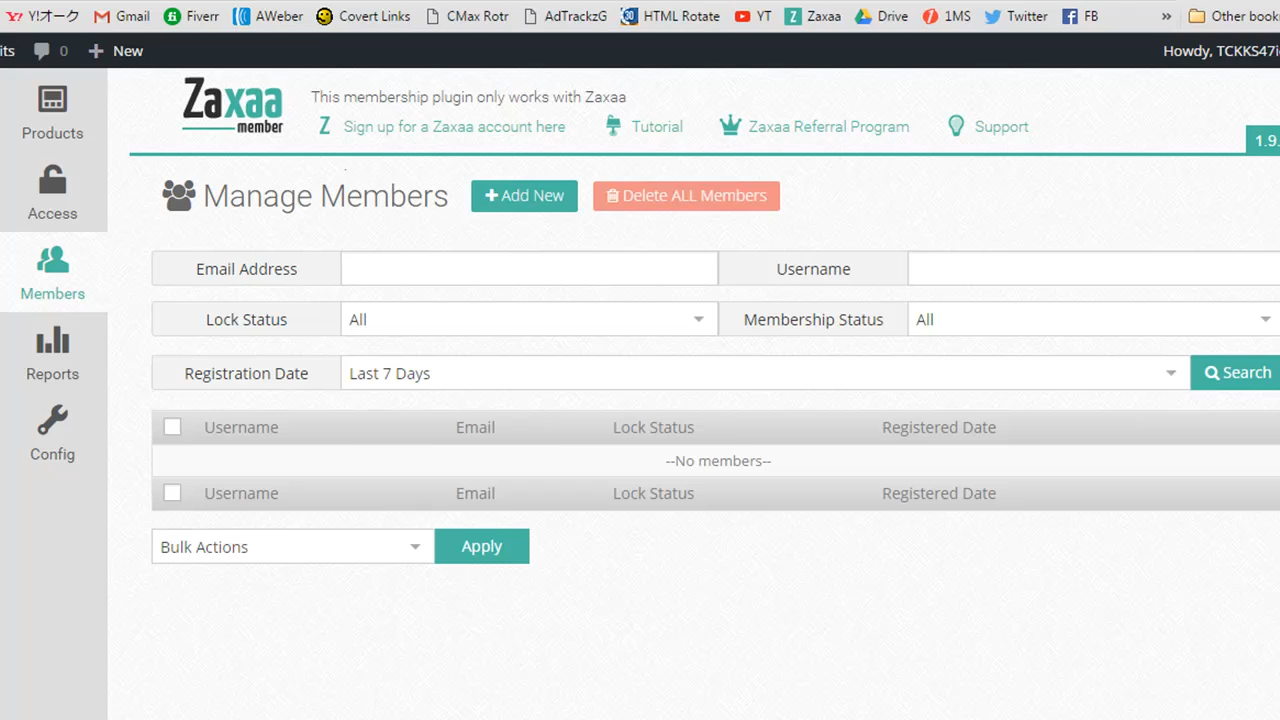 Y!オーク Gmail Fiverr AWeber Covert Links CMax Rotr AdTrackzG HTML Rotate YT Zaxaa Drive 1MS Twitter FB » Other book
its 0 New Howdy, TCKKS47i
Zaxaa member
This membership plugin only works with Zaxaa
Sign up for a Zaxaa account here Tutorial Zaxaa Referral Program Support
1.9.
Products
Access
Members
Reports
Config
Manage Members + Add New Delete ALL Members
Email Address Username
Lock Status All Membership Status All
Registration Date Last 7 Days Search
Username Email Lock Status Registered Date
--No members--
Username Email Lock Status Registered Date
Bulk Actions Apply